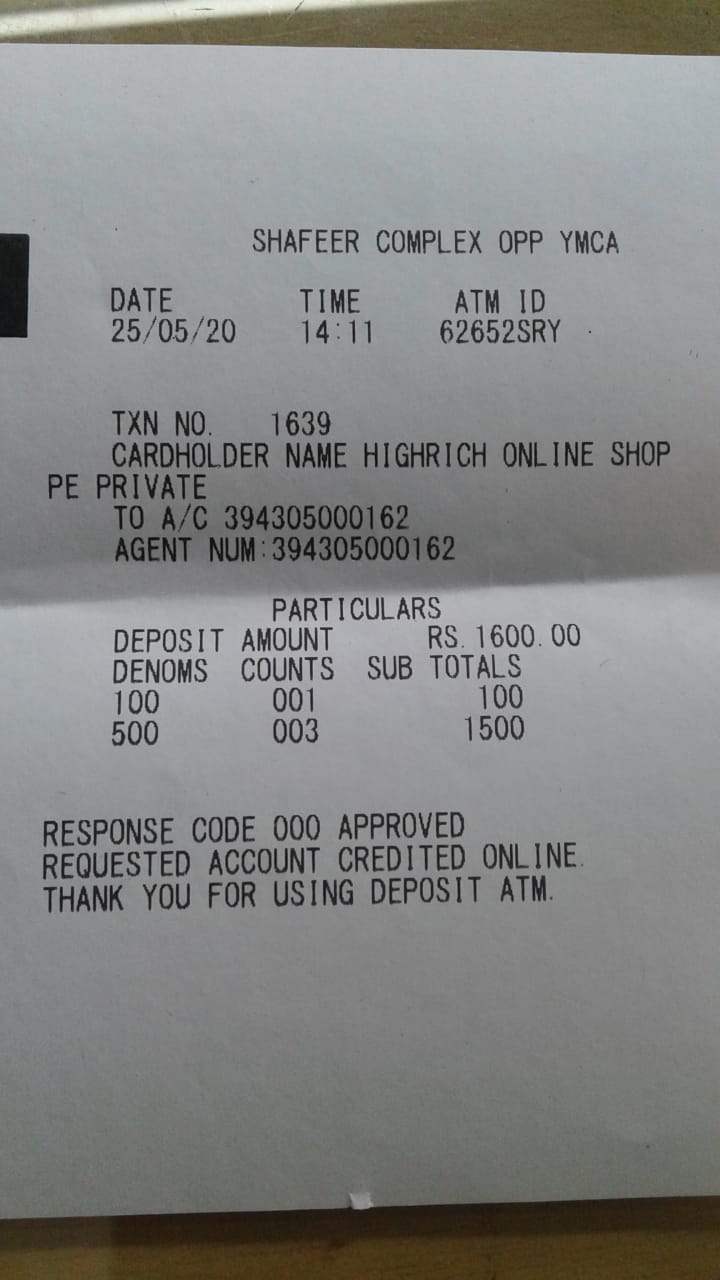 SHAFEER COMPLEX OPP YMCA
DATE TIME ATM ID
25/05/20 14:11 62652SRY
TXN NO. 1639
CARDHOLDER NAME HIGHRICH ONLINE SHOP
PE PRIVATE
TO A/C 394305000162
AGENT NUM:394305000162
PARTICULARS
DEPOSIT AMOUNT RS.1600.00
DENOMS COUNTS SUB TOTALS
100 001 100
500 003 1500
RESPONSE CODE 000 APPROVED
REQUESTED ACCOUNT CREDITED ONLINE.
THANK YOU FOR USING DEPOSIT ATM.